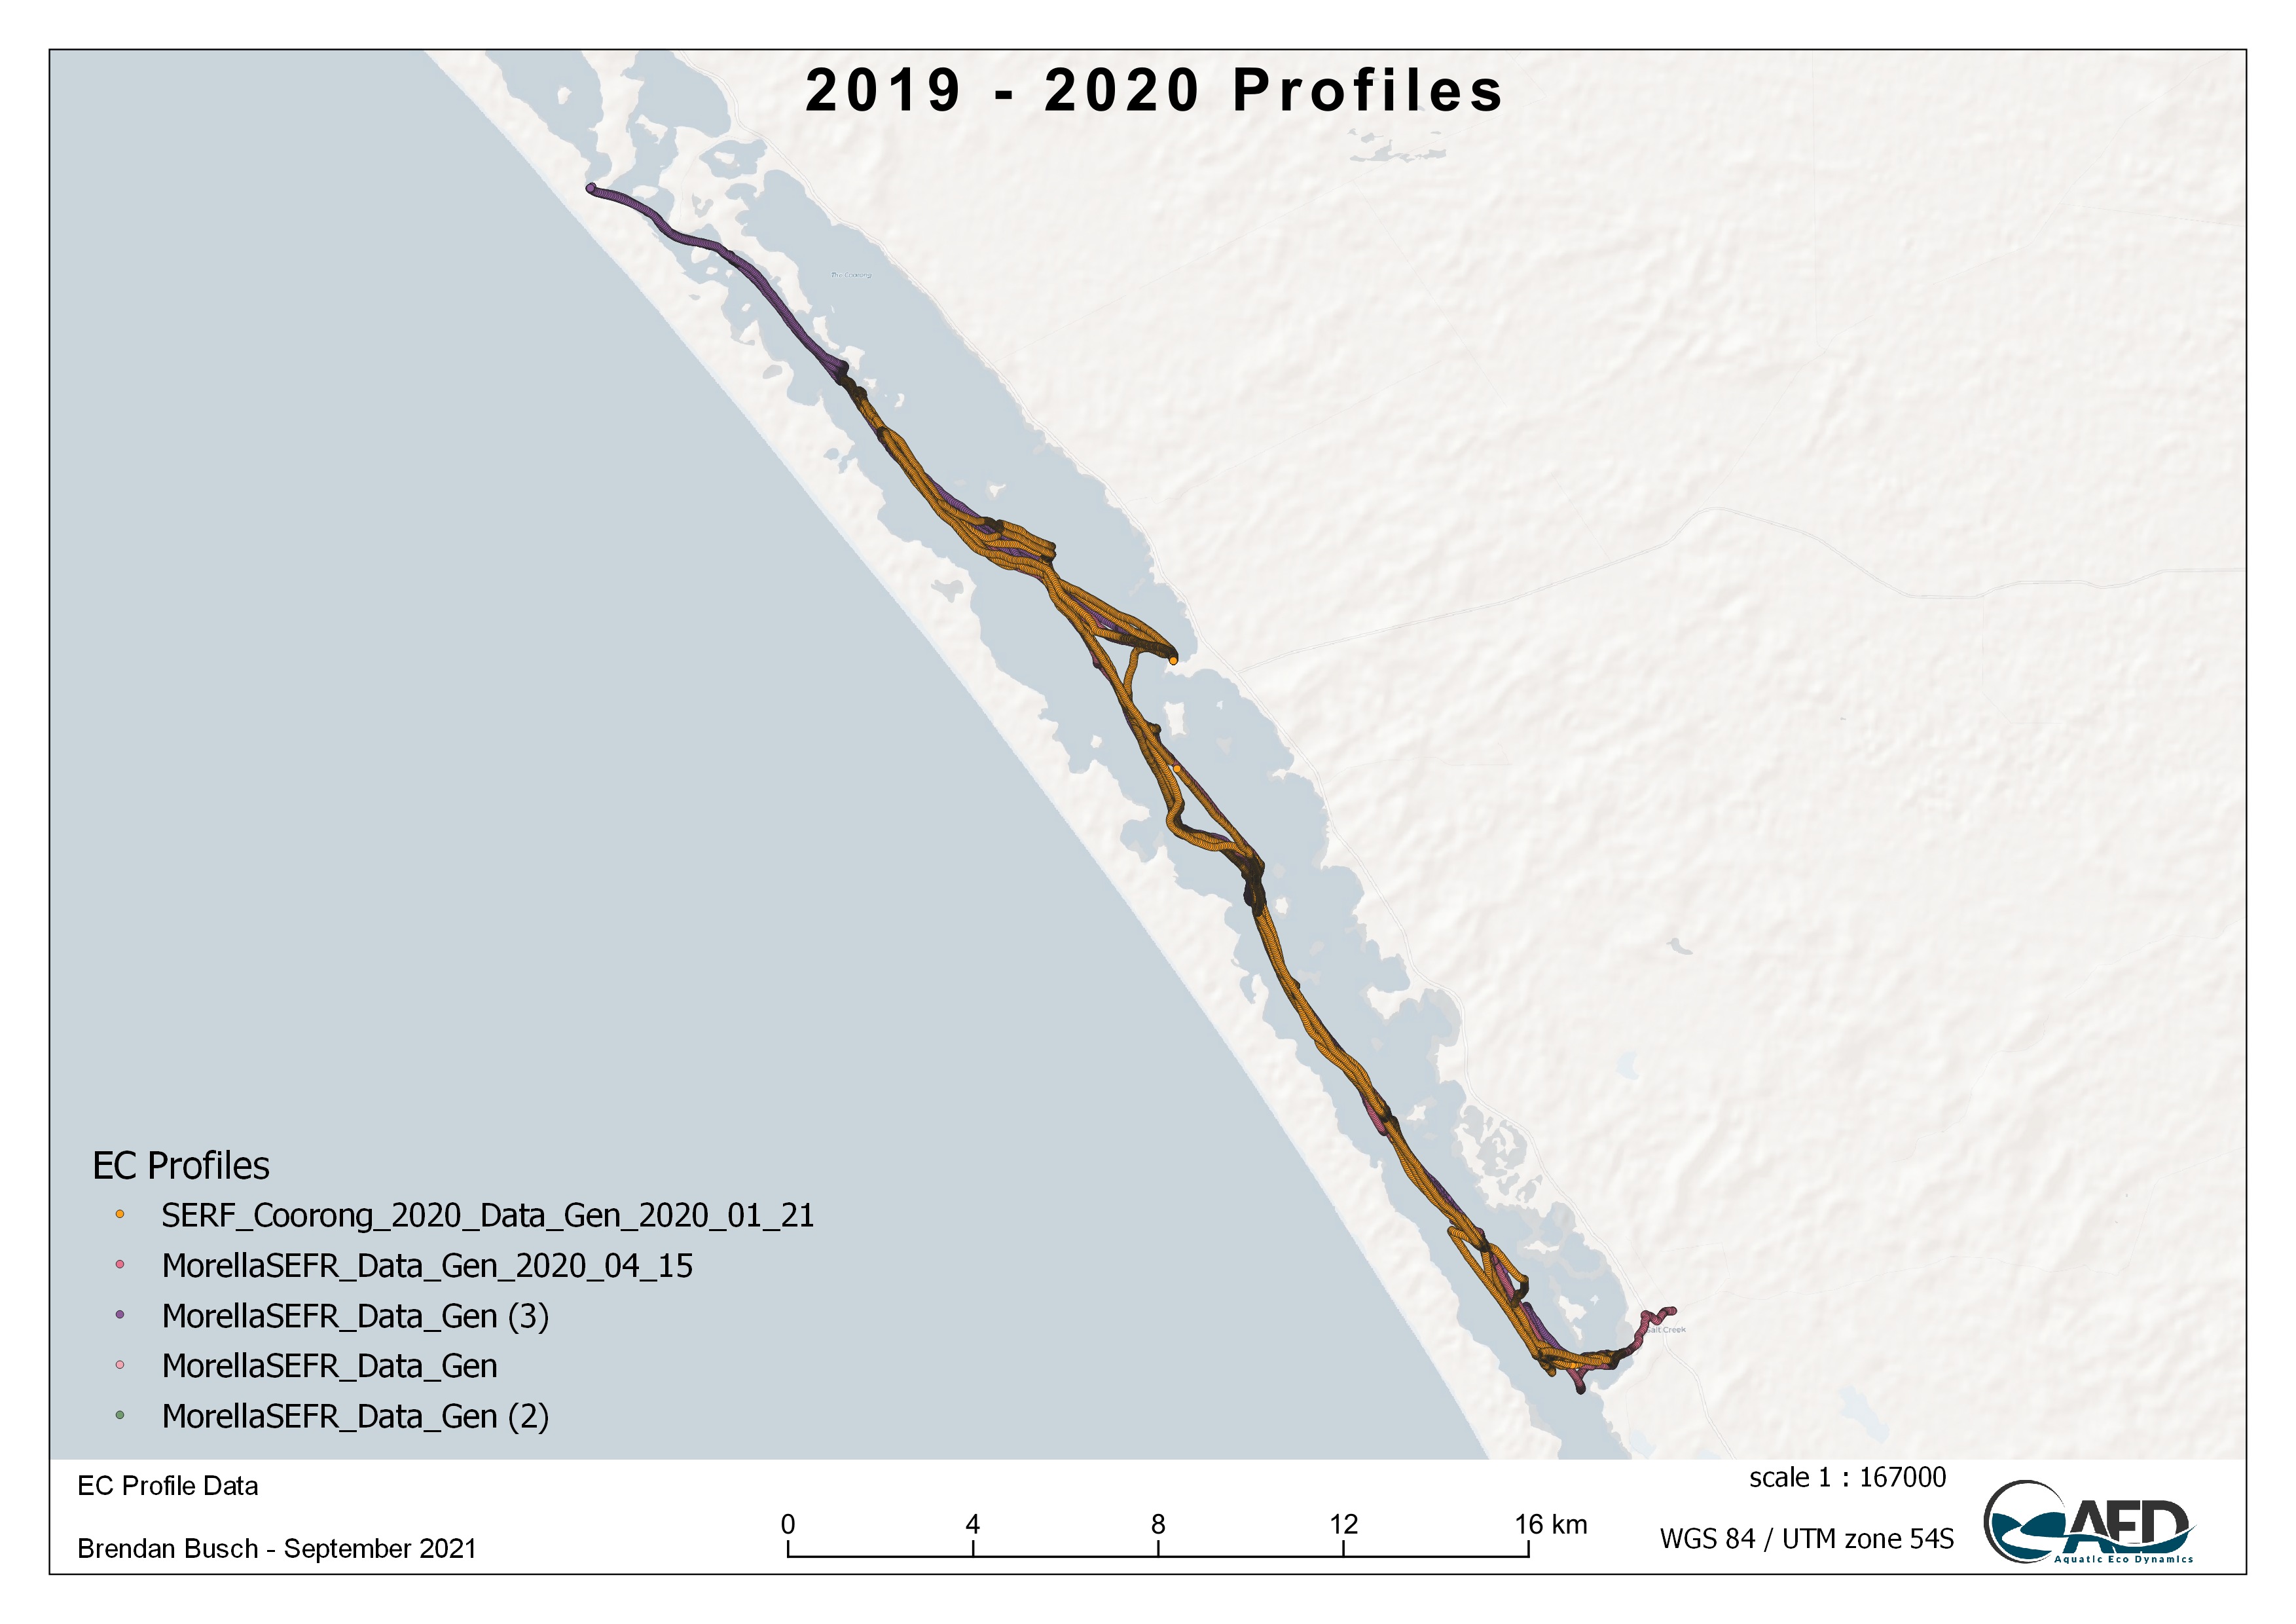 2019 - 2020 Profiles
The Coorong
Salt Creek
EC Profiles
SERF_Coorong_2020_Data_Gen_2020_01_21
MorellaSEFR_Data_Gen_2020_04_15
MorellaSEFR_Data_Gen (3)
MorellaSEFR_Data_Gen
MorellaSEFR_Data_Gen (2)
EC Profile Data
Brendan Busch - September 2021
0 4 8 12 16 km
scale 1 : 167000
WGS 84 / UTM zone 54S
AED
Aquatic Eco Dynamics